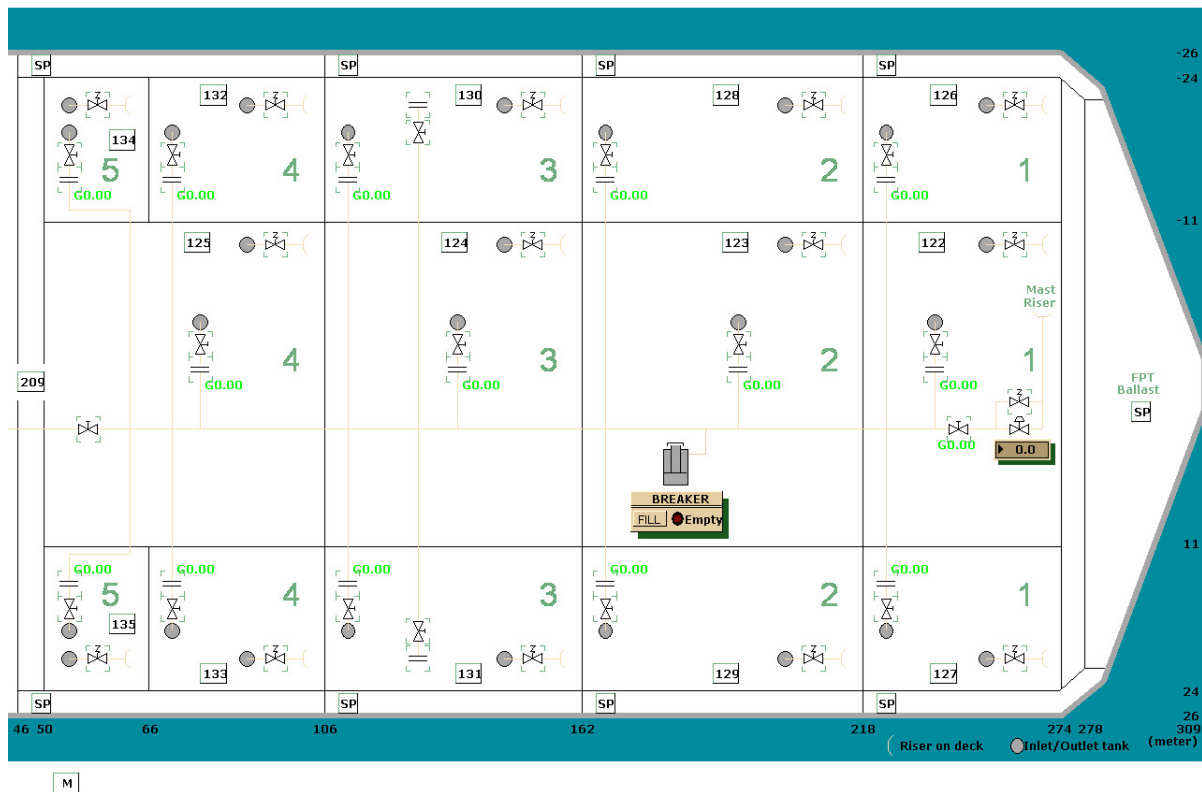 -26
SP SP SP SP
-24
132 130 128 126
Z Z Z Z Z
134
5 4 3 2 1
G0.00 G0.00 G0.00 G0.00 G0.00
-11
125 124 123 122
Z Z Z Z
Mast
Riser
4 3 2 1
209
FPT
Ballast
G0.00 G0.00 G0.00 G0.00
Z
SP
G0.00
0.0
BREAKER
FILL Empty
11
G0.00 G0.00 G0.00 G0.00 G0.00
5 4 3 2 1
135
Z Z Z Z Z
133 131 129 127
24
SP SP SP SP
26
46 50 66 106 162 218 274 278 309
(meter)
Riser on deck Inlet/Outlet tank
M